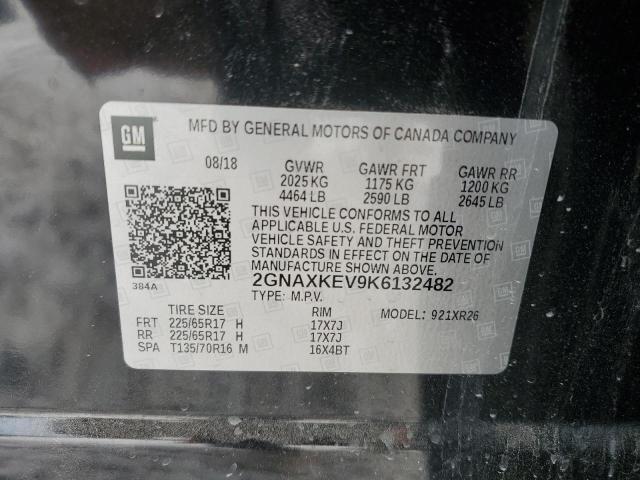 GM
MFD BY GENERAL MOTORS OF CANADA COMPANY
08/18 GVWR GAWR FRT GAWR RR
2025 KG 1175 KG 1200 KG
4464 LB 2590 LB 2645 LB
THIS VEHICLE CONFORMS TO ALL
APPLICABLE U.S. FEDERAL MOTOR
VEHICLE SAFETY AND THEFT PREVENTION
STANDARDS IN EFFECT ON THE DATE OF
MANUFACTURE SHOWN ABOVE.
384A
2GNAXKEV9K6132482
TYPE: M.P.V.
TIRE SIZE RIM MODEL: 921XR26
FRT 225/65R17 H 17X7J
RR 225/65R17 H 17X7J
SPA T135/70R16 M 16X4BT